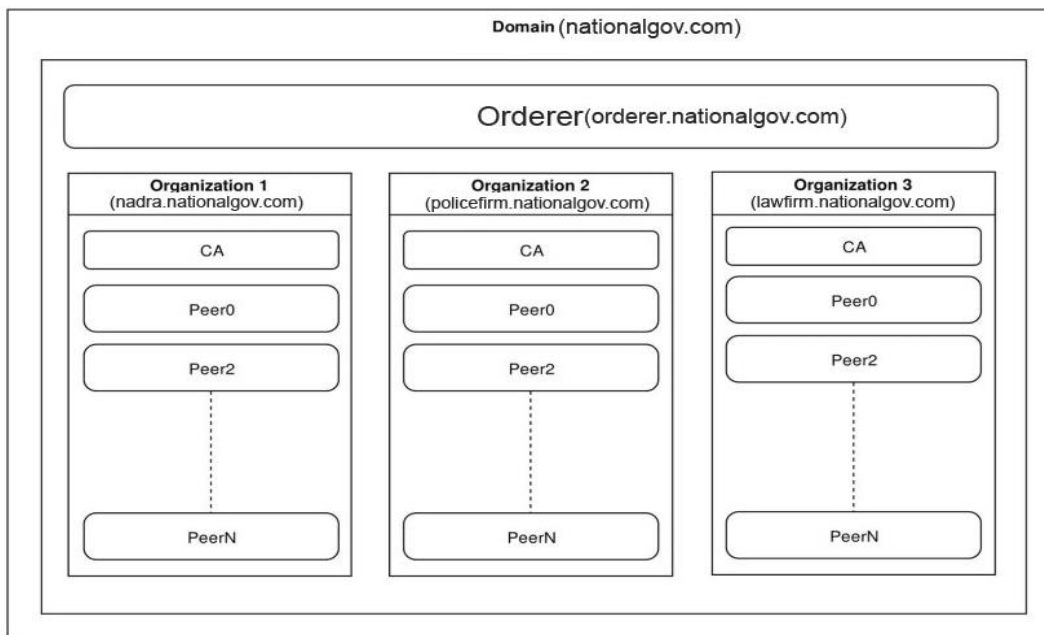 Domain (nationalgov.com)
Orderer(orderer.nationalgov.com)
Organization 1
(nadra.nationalgov.com)
CA
Peer0
Peer2
PeerN
Organization 2
(policefirm.nationalgov.com)
CA
Peer0
Peer2
PeerN
Organization 3
(lawfirm.nationalgov.com)
CA
Peer0
Peer2
PeerN